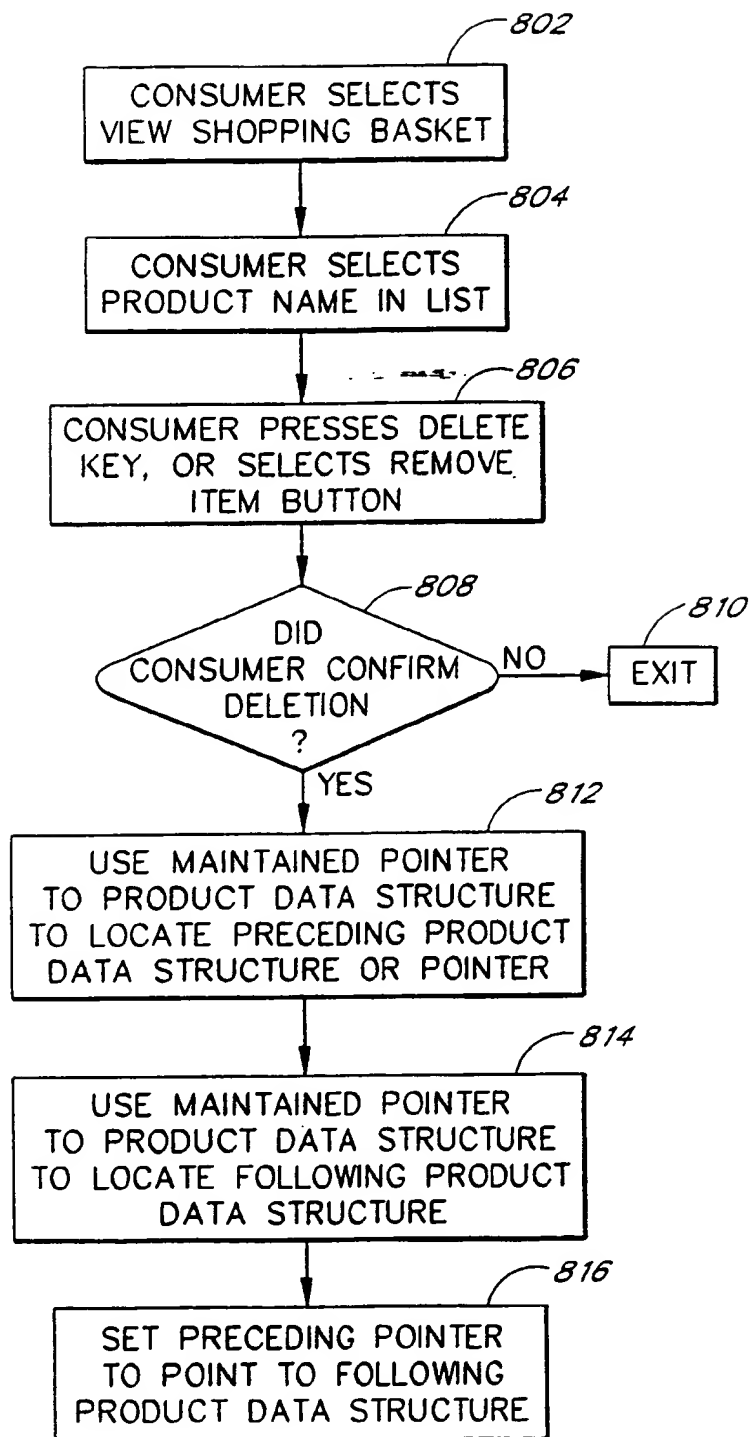 802
CONSUMER SELECTS
VIEW SHOPPING BASKET
804
CONSUMER SELECTS
PRODUCT NAME IN LIST
806
CONSUMER PRESSES DELETE
KEY, OR SELECTS REMOVE
ITEM BUTTON
808
DID
CONSUMER CONFIRM
DELETION
?
NO
810
EXIT
YES
812
USE MAINTAINED POINTER
TO PRODUCT DATA STRUCTURE
TO LOCATE PRECEDING PRODUCT
DATA STRUCTURE OR POINTER
814
USE MAINTAINED POINTER
TO PRODUCT DATA STRUCTURE
TO LOCATE FOLLOWING PRODUCT
DATA STRUCTURE
816
SET PRECEDING POINTER
TO POINT TO FOLLOWING
PRODUCT DATA STRUCTURE